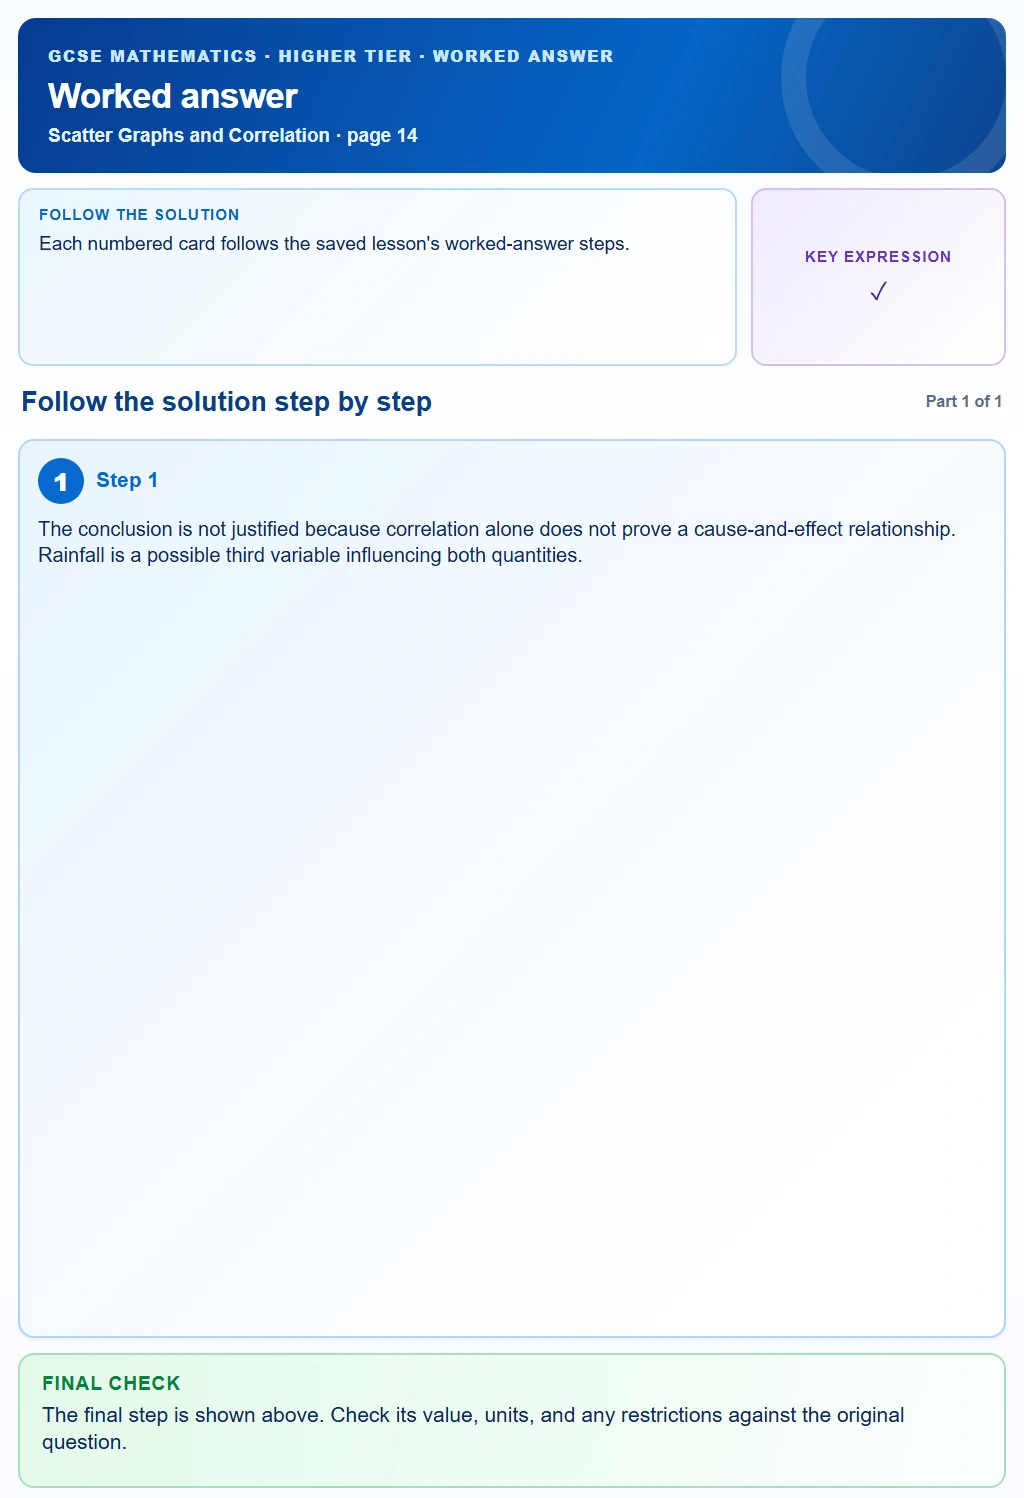 GCSE MATHEMATICS · HIGHER TIER · WORKED ANSWER
Worked answer
Scatter Graphs and Correlation · page 14
FOLLOW THE SOLUTION
Each numbered card follows the saved lesson's worked-answer steps.
KEY EXPRESSION
✓
Follow the solution step by step
Part 1 of 1
1 Step 1
The conclusion is not justified because correlation alone does not prove a cause-and-effect relationship.
Rainfall is a possible third variable influencing both quantities.
FINAL CHECK
The final step is shown above. Check its value, units, and any restrictions against the original
question.